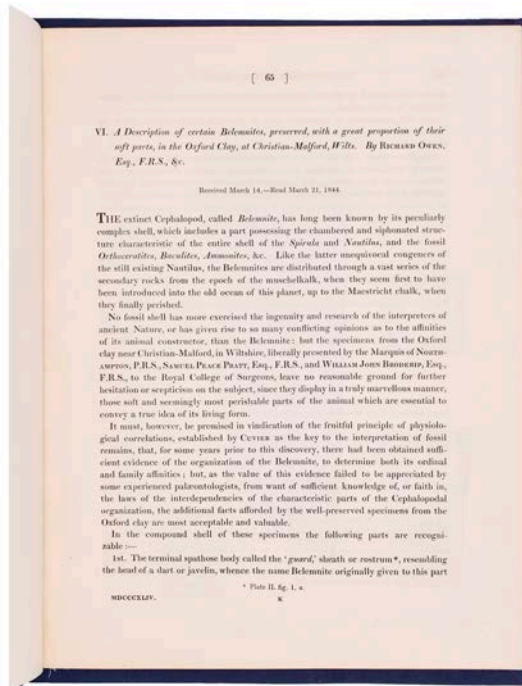 [ 65 ]
VI. A Description of certain Belemnites, preserved, with a great proportion of their
soft parts, in the Oxford Clay, at Christian-Malford, Wilts. By RICHARD OWEN,
Esq., F.R.S., &c.
Received March 14,—Read March 21, 1844.
THE extinct Cephalopod, called Belemnite, has long been known by its peculiarly
complex shell, which includes a part possessing the chambered and siphonated struc-
ture characteristic of the entire shell of the Spirula and Nautilus, and the fossil
Orthoceratites, Baculites, Ammonites, &c. Like the latter unequivocal congeners of
the still existing Nautilus, the Belemnites are distributed through a vast series of the
secondary rocks from the epoch of the muschelkalk, when they seem first to have
been introduced into the old ocean of this planet, up to the Maestricht chalk, when
they finally perished.
No fossil shell has more exercised the ingenuity and research of the interpreters of
ancient Nature, or has given rise to so many conflicting opinions as to the affinities
of its animal constructor, than the Belemnite: but the specimens from the Oxford
clay near Christian-Malford, in Wiltshire, liberally presented by the Marquis of NORTH-
AMPTON, P.R.S., SAMUEL PEACE PRATT, Esq., F.R.S., and WILLIAM JOHN BRODERIP, Esq.,
F.R.S., to the Royal College of Surgeons, leave no reasonable ground for further
hesitation or scepticism on the subject, since they display in a truly marvellous manner,
those soft and seemingly most perishable parts of the animal which are essential to
convey a true idea of its living form.
It must, however, be premised in vindication of the fruitful principle of physiolo-
gical correlations, established by CUVIER as the key to the interpretation of fossil
remains, that, for some years prior to this discovery, there had been obtained suffi-
cient evidence of the organization of the Belemnite, to determine both its ordinal
and family affinities; but, as the value of this evidence failed to be appreciated by
some experienced palæontologists, from want of sufficient knowledge of, or faith in,
the laws of the interdependencies of the characteristic parts of the Cephalopodal
organization, the additional facts afforded by the well-preserved specimens from the
Oxford clay are most acceptable and valuable.
In the compound shell of these specimens the following parts are recogni-
zable:—
1st. The terminal spathose body called the 'guard,' sheath or rostrum*, resembling
the head of a dart or javelin, whence the name Belemnite originally given to this part
* Plate II. fig. 1, a.
MDCCCXLIV. K